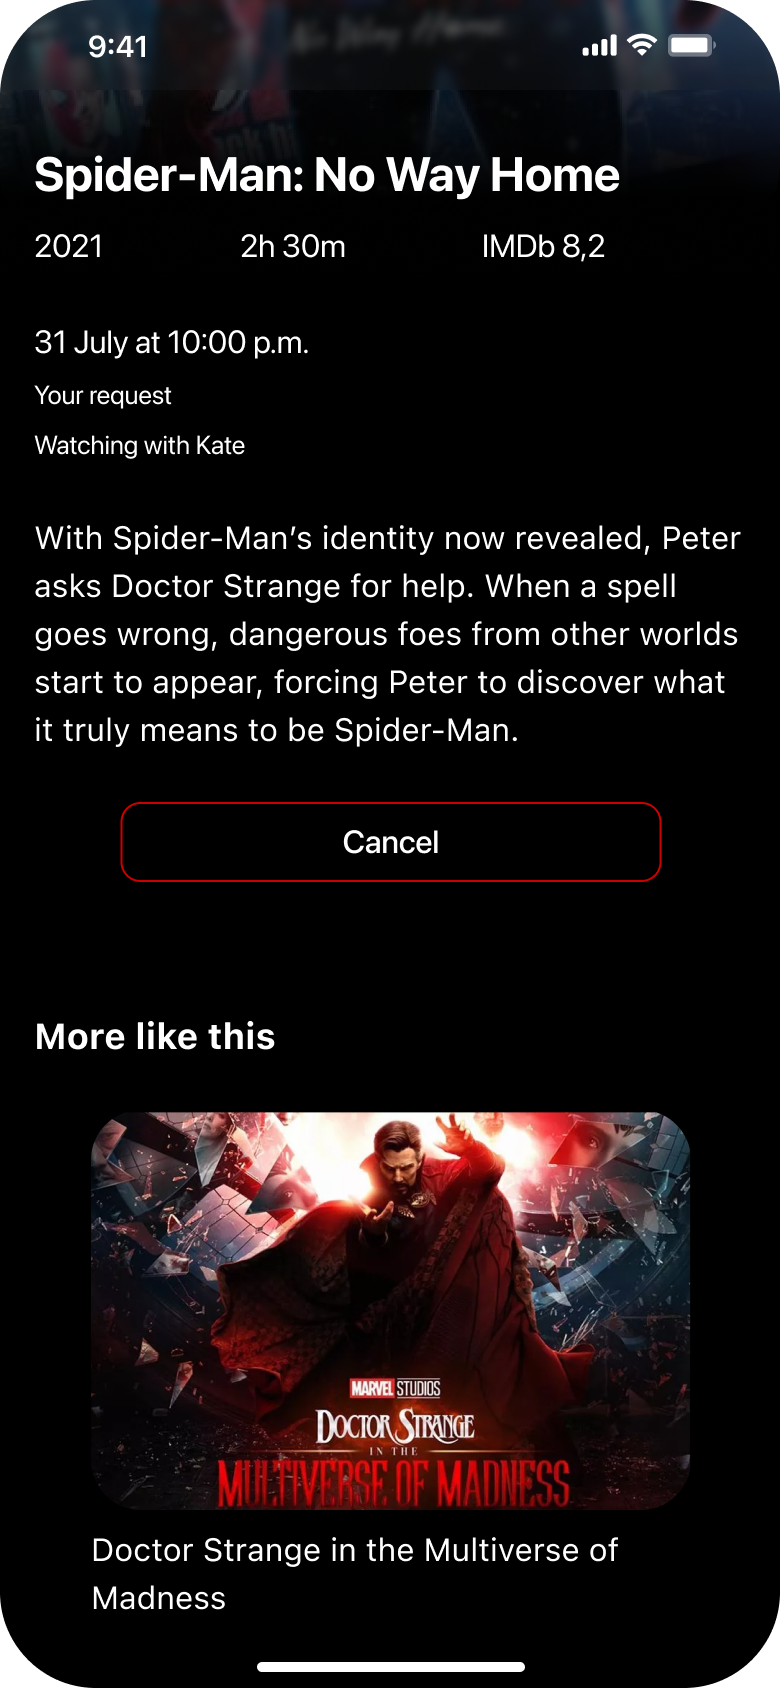 No Way Home
9:41
Spider-Man: No Way Home
2021 2h 30m IMDb 8,2
31 July at 10:00 p.m.
Your request
Watching with Kate
With Spider-Man’s identity now revealed, Peter
asks Doctor Strange for help. When a spell
goes wrong, dangerous foes from other worlds
start to appear, forcing Peter to discover what
it truly means to be Spider-Man.
Cancel
More like this
MARVEL STUDIOS
DOCTOR STRANGE
IN THE
MULTIVERSE OF MADNESS
Doctor Strange in the Multiverse of
Madness